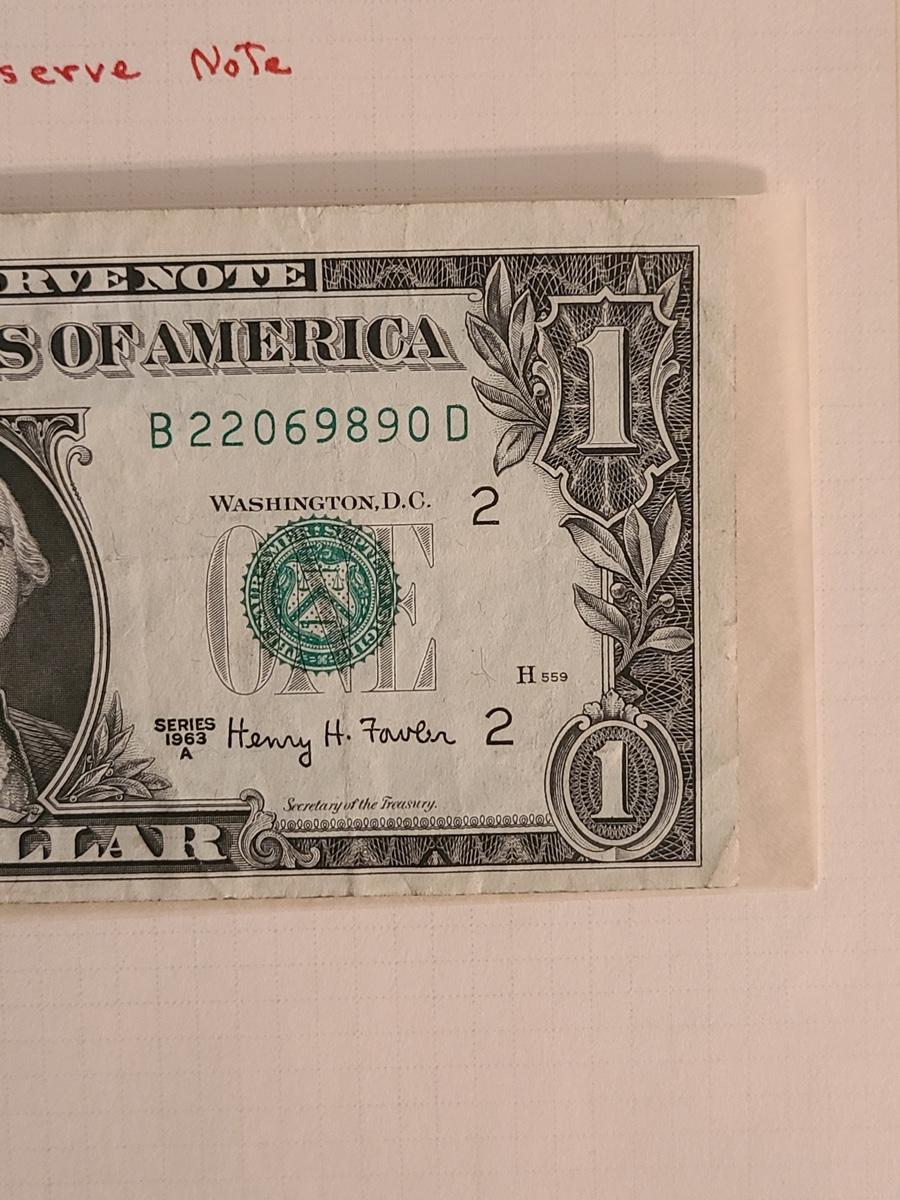 serve Note
RVE NOTE
S OF AMERICA
1
B 22069890 D
WASHINGTON, D.C.
2
ONE
H 559
SERIES
1963
A
Henry H. Fowler
2
Secretary of the Treasury.
1
LLAR